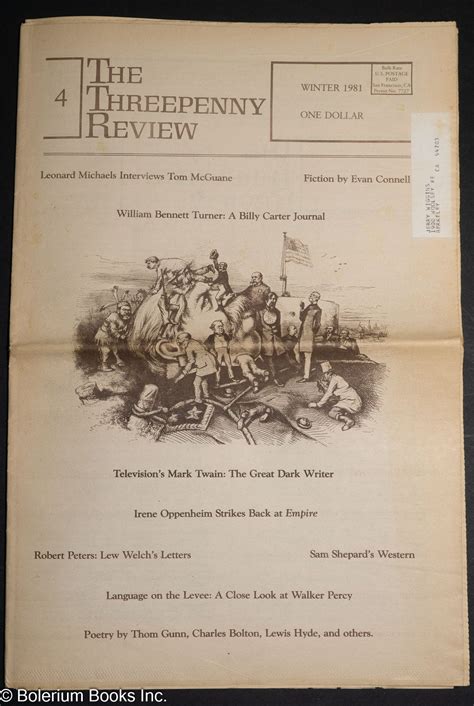 4
THE
THREEPENNY
REVIEW
WINTER 1981
ONE DOLLAR
Bulk Rate
U.S. POSTAGE
PAID
San Francisco, CA
Permit No.
Leonard Michaels Interviews Tom McGuane
Fiction by Evan Connell
William Bennett Turner: A Billy Carter Journal
Television's Mark Twain: The Great Dark Writer
Irene Oppenheim Strikes Back at Empire
Robert Peters: Lew Welch's Letters
Sam Shepard's Western
Language on the Levee: A Close Look at Walker Percy
Poetry by Thom Gunn, Charles Bolton, Lewis Hyde, and others.
© Bolerium Books Inc.